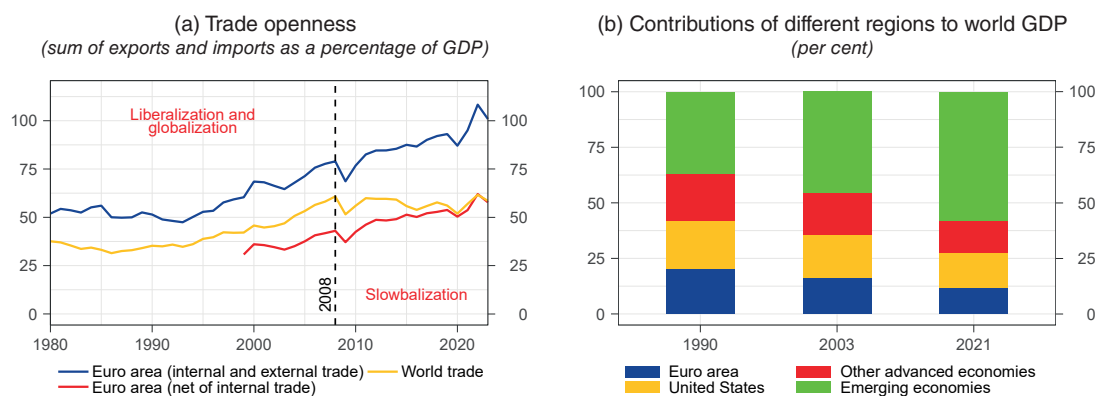 (a) Trade openness
(sum of exports and imports as a percentage of GDP)
100
75
50
25
0
100
75
50
25
0
Liberalization and
globalization
2008
Slowbalization
1980
1990
2000
2010
2020
Euro area (internal and external trade)
World trade
Euro area (net of internal trade)
(b) Contributions of different regions to world GDP
(per cent)
100
75
50
25
0
100
75
50
25
0
1990
2003
2021
Euro area
Other advanced economies
United States
Emerging economies